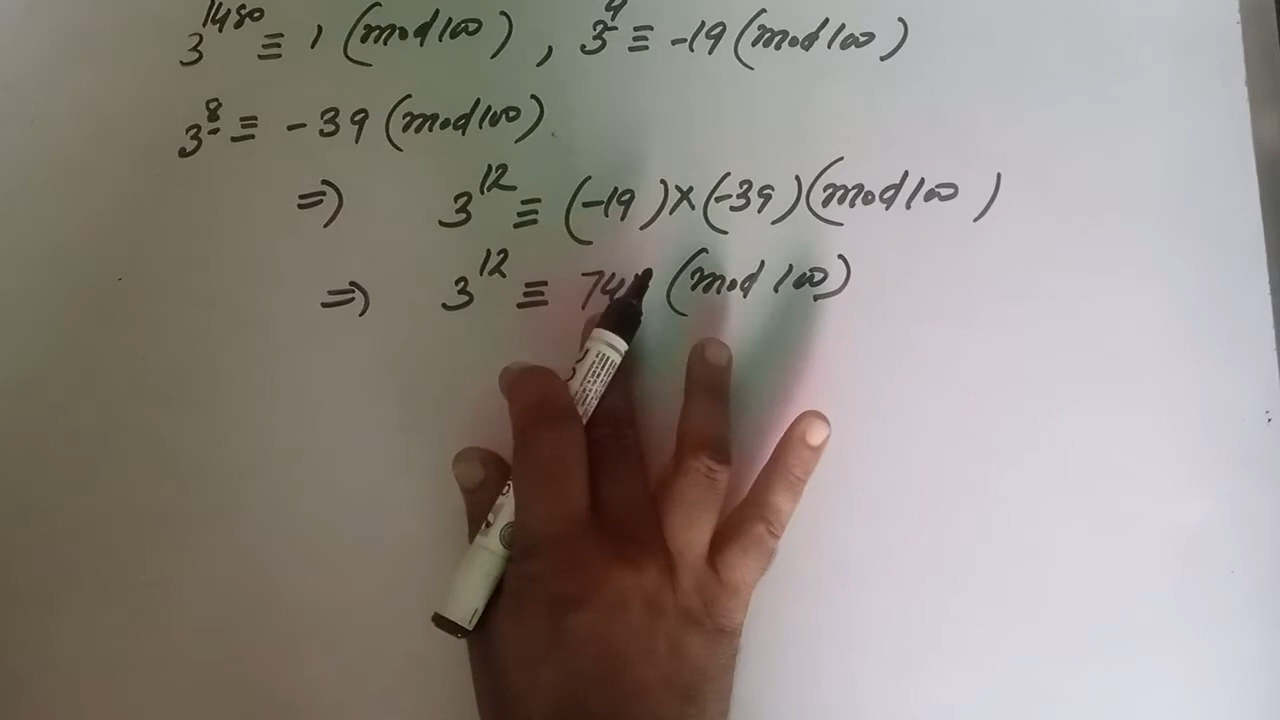 3^1480 ≡ 1 (mod 100), 3^4 ≡ -19 (mod 100)
3^8 ≡ -39 (mod 100)
⇒ 3^12 ≡ (-19)×(-39)(mod 100)
⇒ 3^12 ≡ (mod 100)